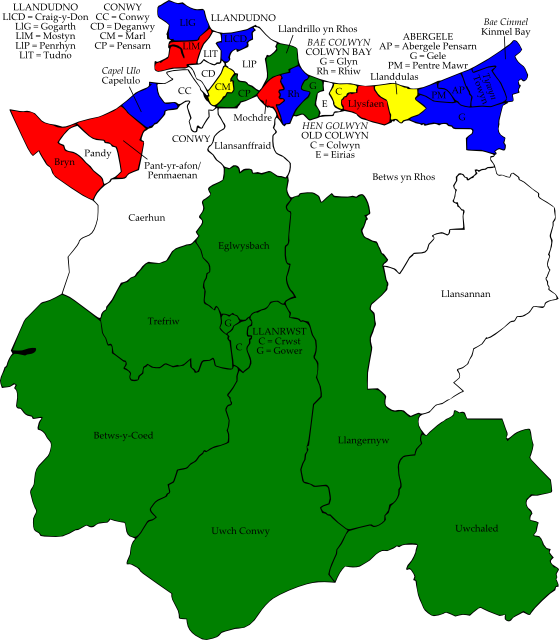 LLANDUDNO
LICD = Craig-y-Don
LIG = Gogarth
LIM = Mostyn
LIP = Penrhyn
LIT = Tudno
CONWY
CC = Conwy
CD = Deganwy
CM = Marl
CP = Pensarn
LLANDUDNO
LIG
LIM
LIT
LICD
LIP
Llandrillo yn Rhos
BAE COLWYN
COLWYN BAY
G = Glyn
Rh = Rhiw
ABERGELE
AP = Abergele Pensarn
G = Gele
PM = Pentre Mawr
Bae Cinmel
Kinmel Bay
Llanddulas
Capel Ulo
Capelulo
CC
CD
CM
CP
Rh
G
E
C
Llysfaen
PM
AP
G
CONWY
Mochdre
HEN GOLWYN
OLD COLWYN
C = Colwyn
E = Eirias
Llansanffraid
Bryn
Pandy
Pant-yr-afon/
Penmaenan
Betws yn Rhos
Caerhun
Eglwysbach
Llansannan
Trefriw
G
C
LLANRWST
C = Crwst
G = Gower
Betws-y-Coed
Llangernyw
Uwch Conwy
Uwchaled